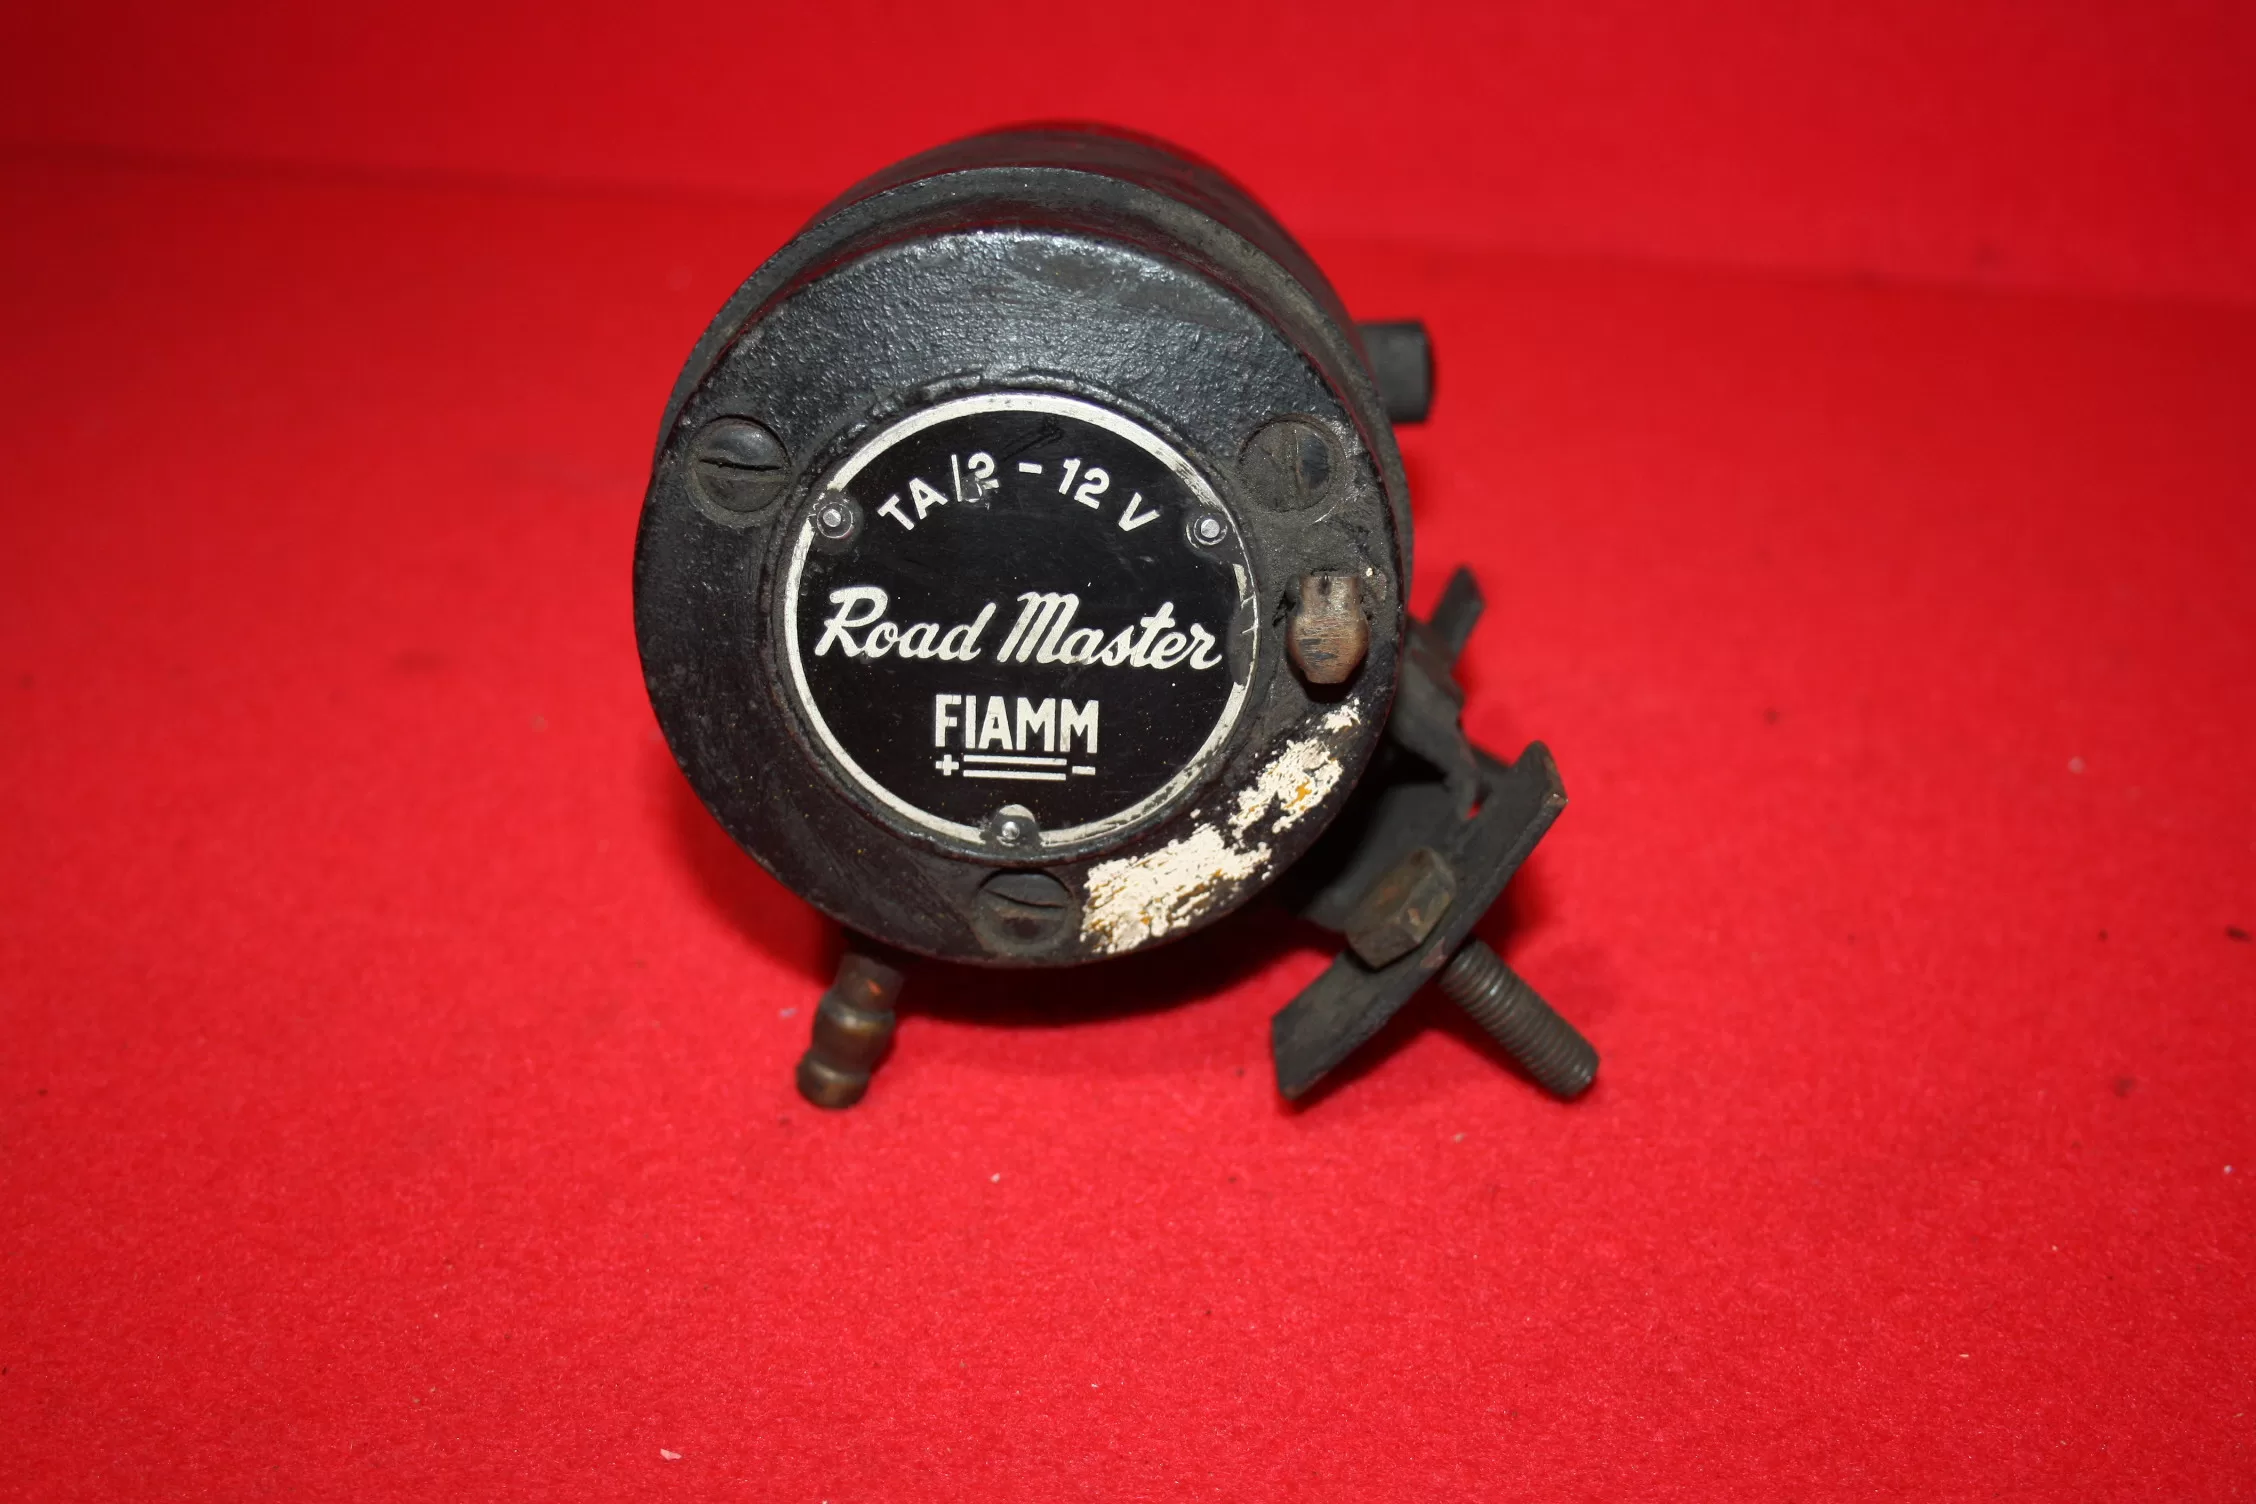 TA/2 - 12 V
Road Master
FIAMM
+ -